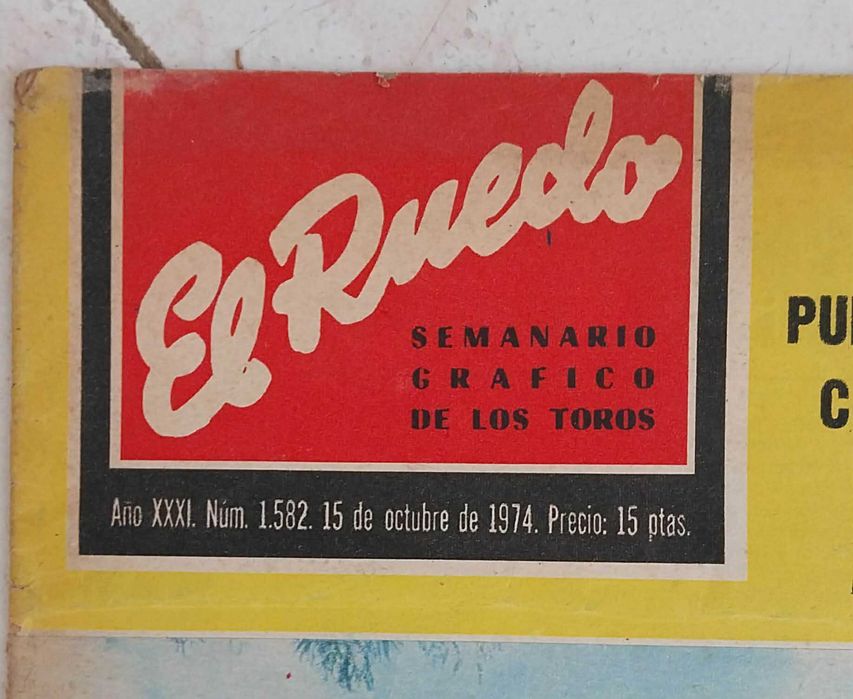 El Ruedo
SEMANARIO
GRAFICO
DE LOS TOROS
Año XXXI. Núm. 1.582. 15 de octubre de 1974. Precio: 15 ptas.